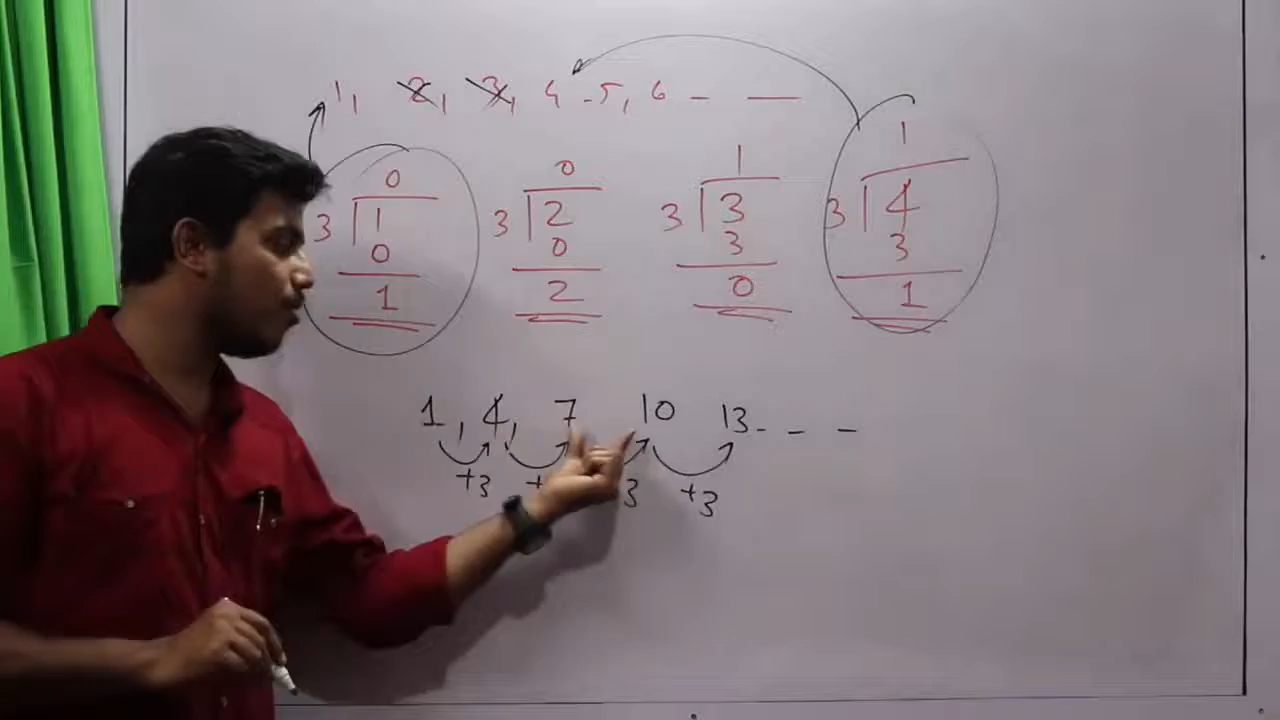 1, 2, 3, 4 - 5, 6 - —
0 0 1 1
3 1 3 2 3 3 3 4
0 0 3 3
1 2 0 1
1, 4, 7 10 13 - - -
+3 + 3 +3